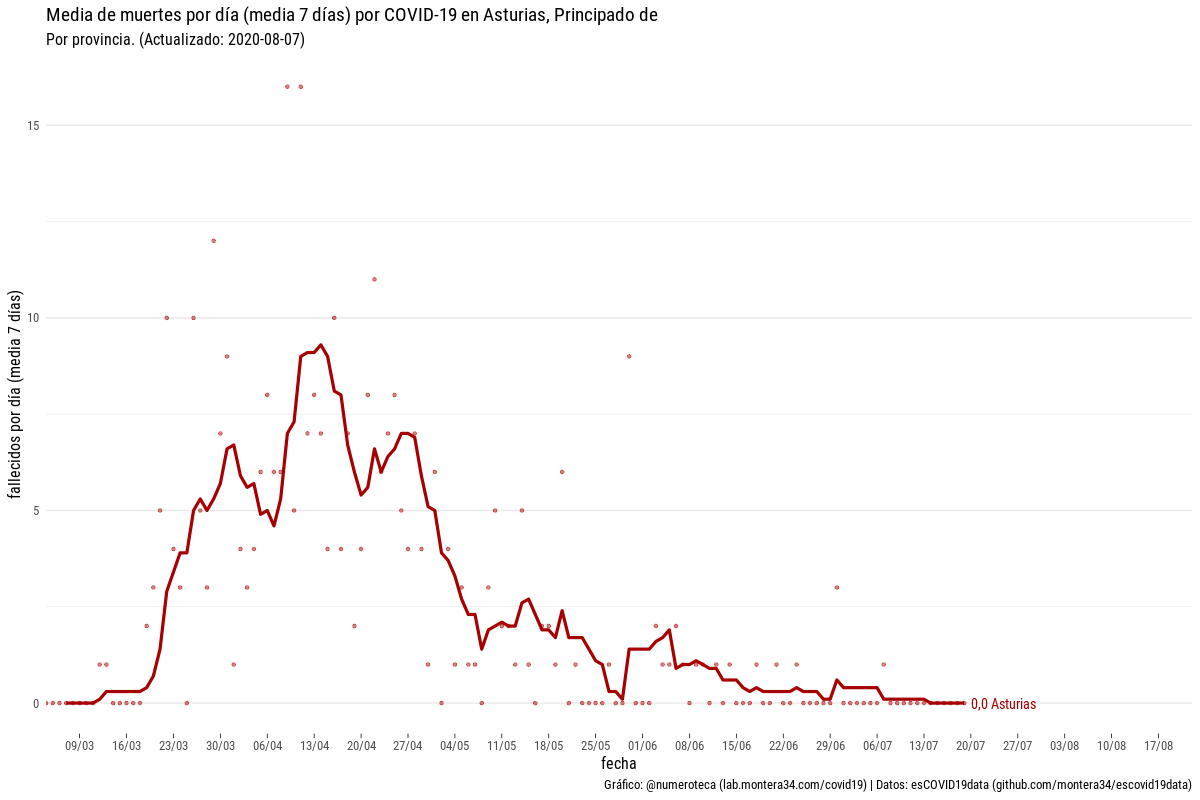 Media de muertes por día (media 7 días) por COVID-19 en Asturias, Principado de
Por provincia. (Actualizado: 2020-08-07)
fallecidos por día (media 7 días)
15
10
5
0
0,0 Asturias
09/03 16/03 23/03 30/03 06/04 13/04 20/04 27/04 04/05 11/05 18/05 25/05 01/06 08/06 15/06 22/06 29/06 06/07 13/07 20/07 27/07 03/08 10/08 17/08
fecha
Gráfico: @numeroteca (lab.montera34.com/covid19) | Datos: esCOVID19data (github.com/montera34/escovid19data)